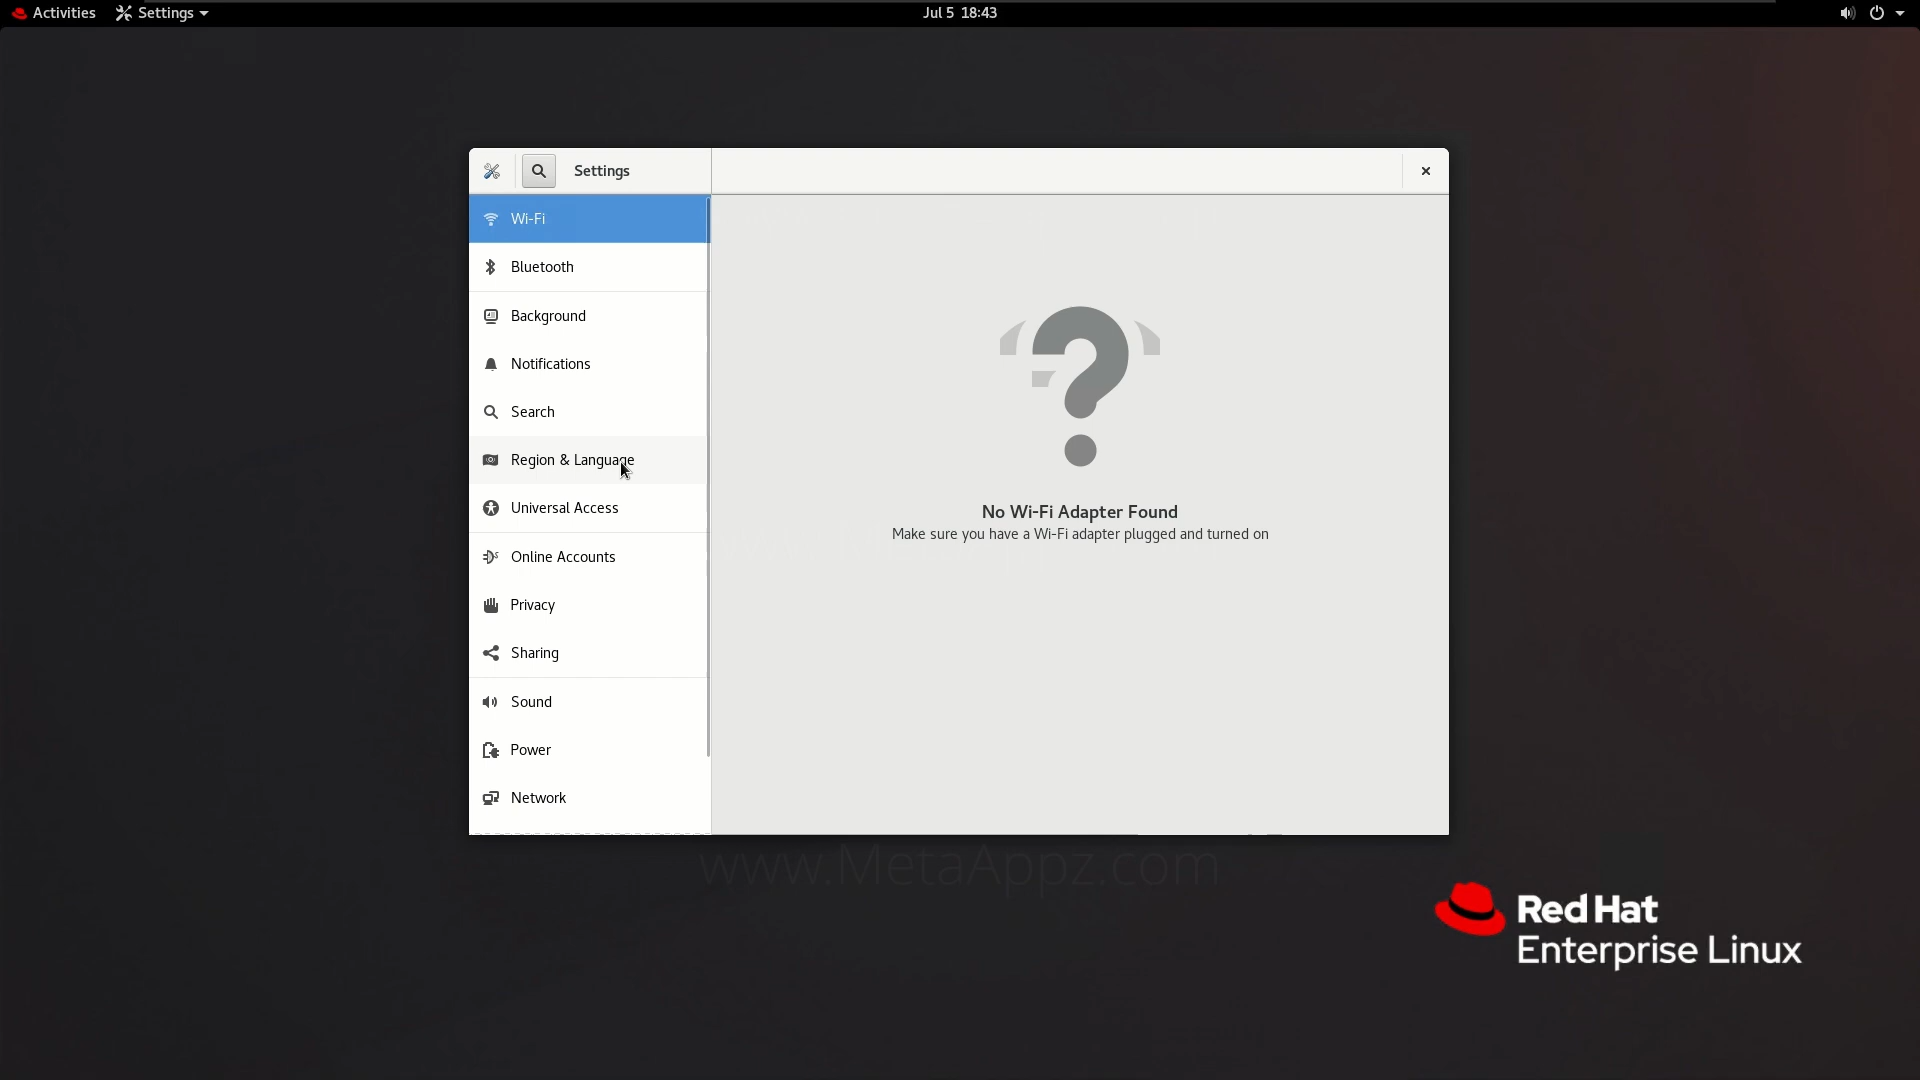 Activities
Settings
Jul 5 18:43
Settings
Wi-Fi
Bluetooth
Background
Notifications
Search
Region & Language
Universal Access
Online Accounts
Privacy
Sharing
Sound
Power
Network
No Wi-Fi Adapter Found
Make sure you have a Wi-Fi adapter plugged and turned on
www.MetaAppz.com
Red Hat
Enterprise Linux